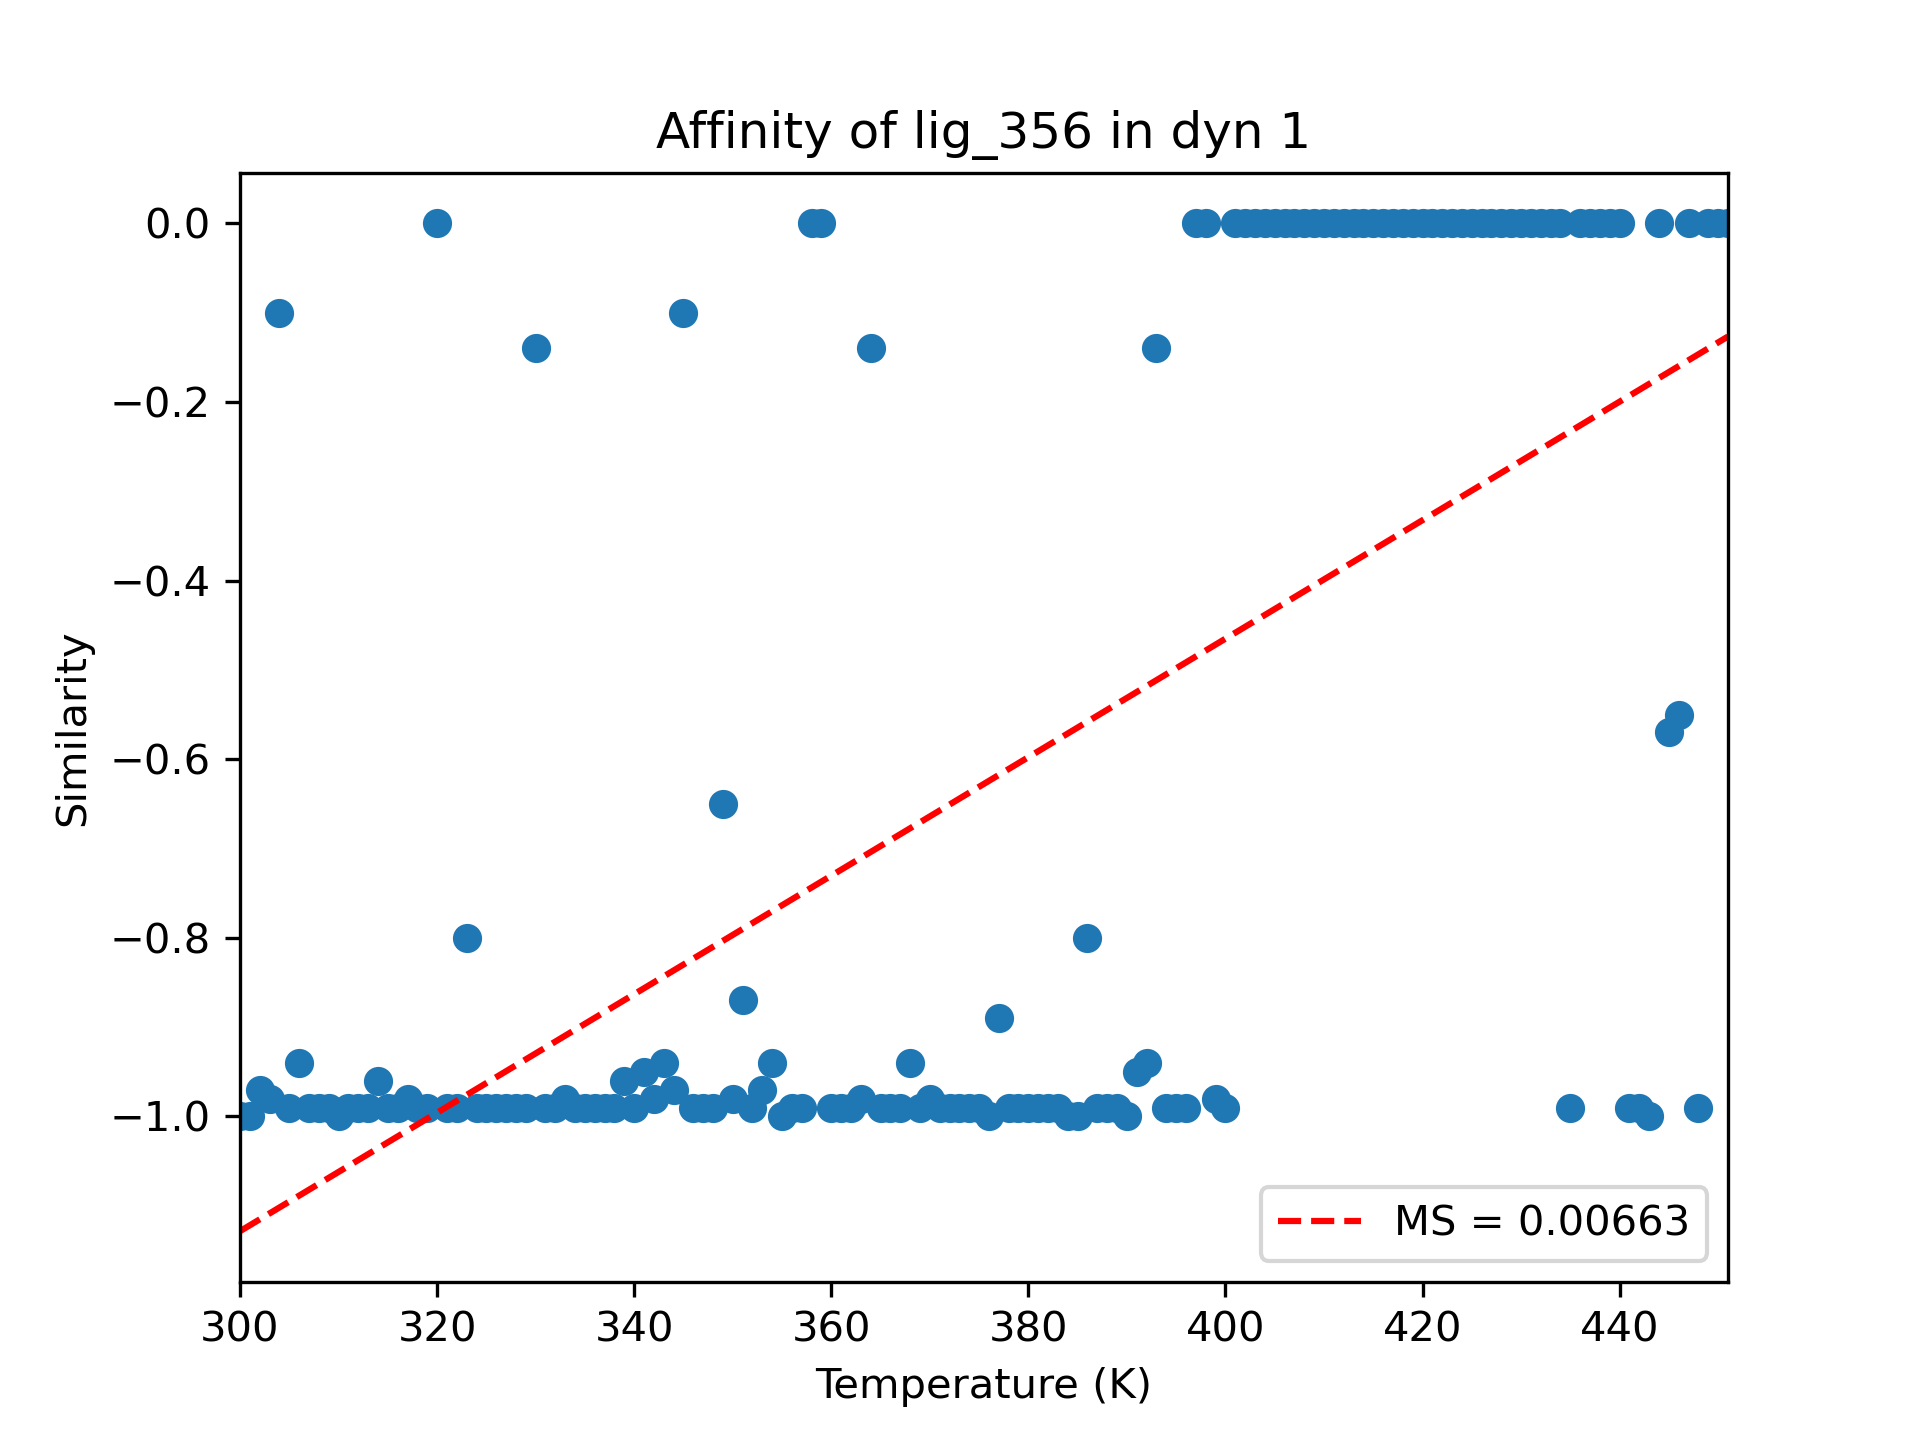 Affinity of lig_356 in dyn 1
0.0
−0.2
−0.4
−0.6
−0.8
−1.0
Similarity
MS = 0.00663
300 320 340 360 380 400 420 440
Temperature (K)